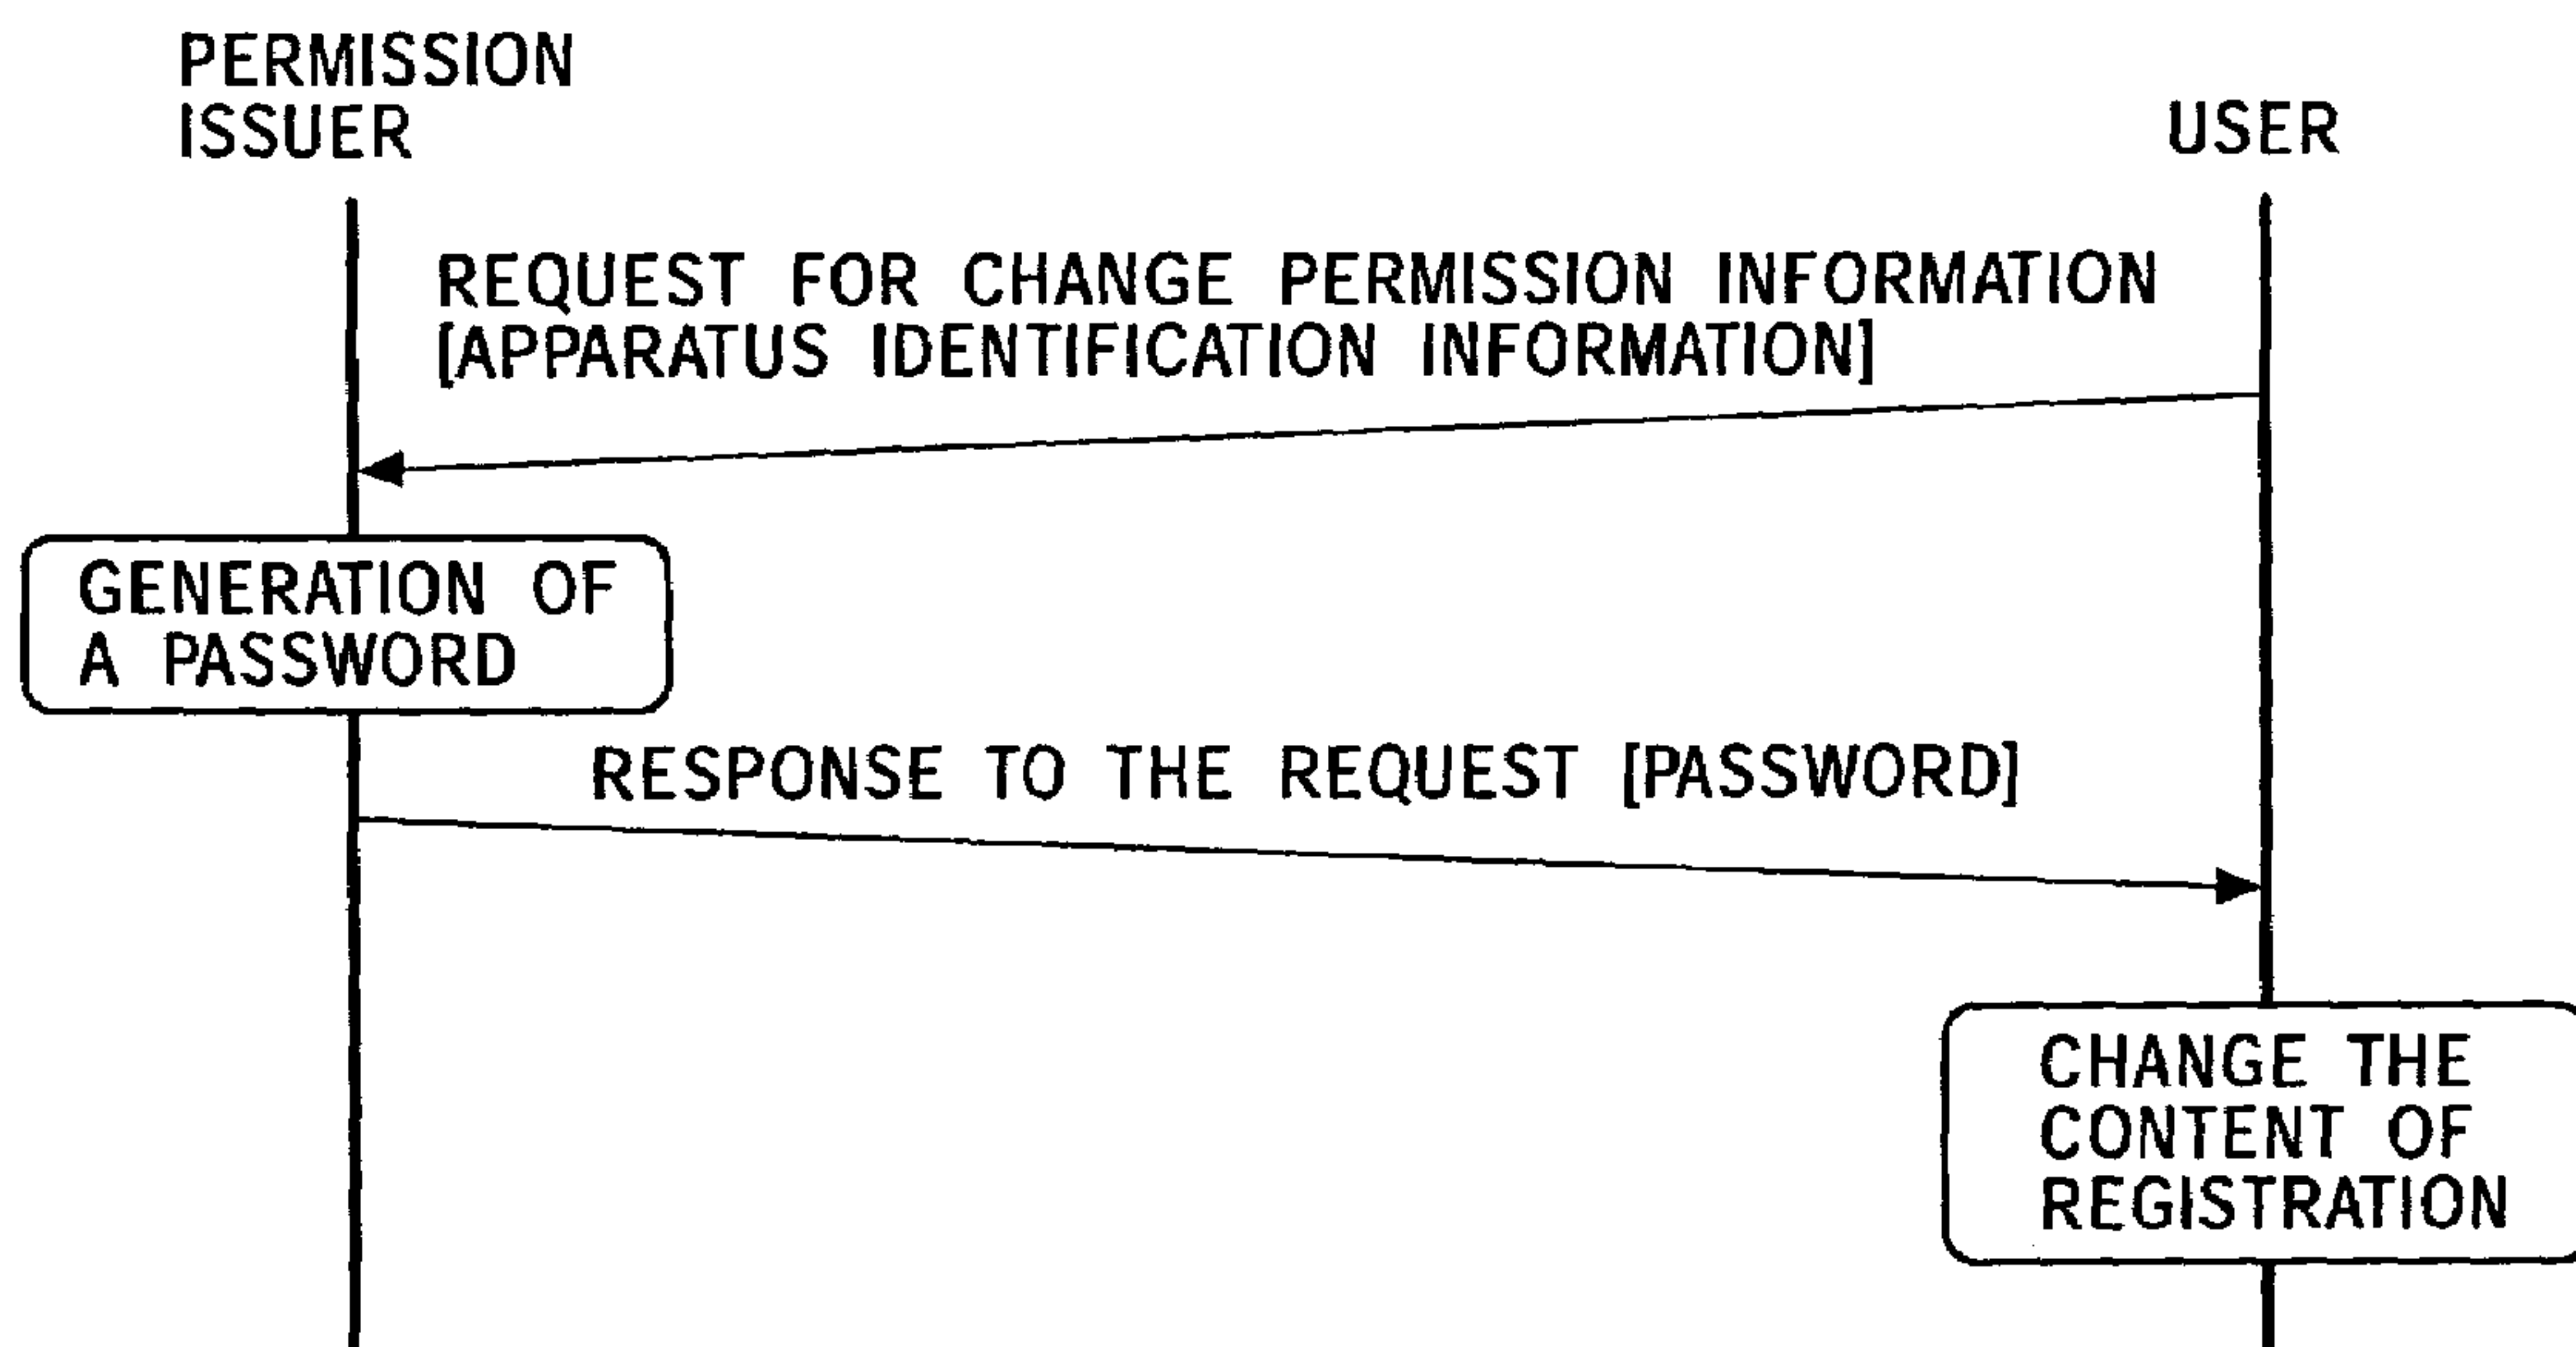 PERMISSION
ISSUER
USER
REQUEST FOR CHANGE PERMISSION INFORMATION
[APPARATUS IDENTIFICATION INFORMATION]
GENERATION OF
A PASSWORD
RESPONSE TO THE REQUEST [PASSWORD]
CHANGE THE
CONTENT OF
REGISTRATION